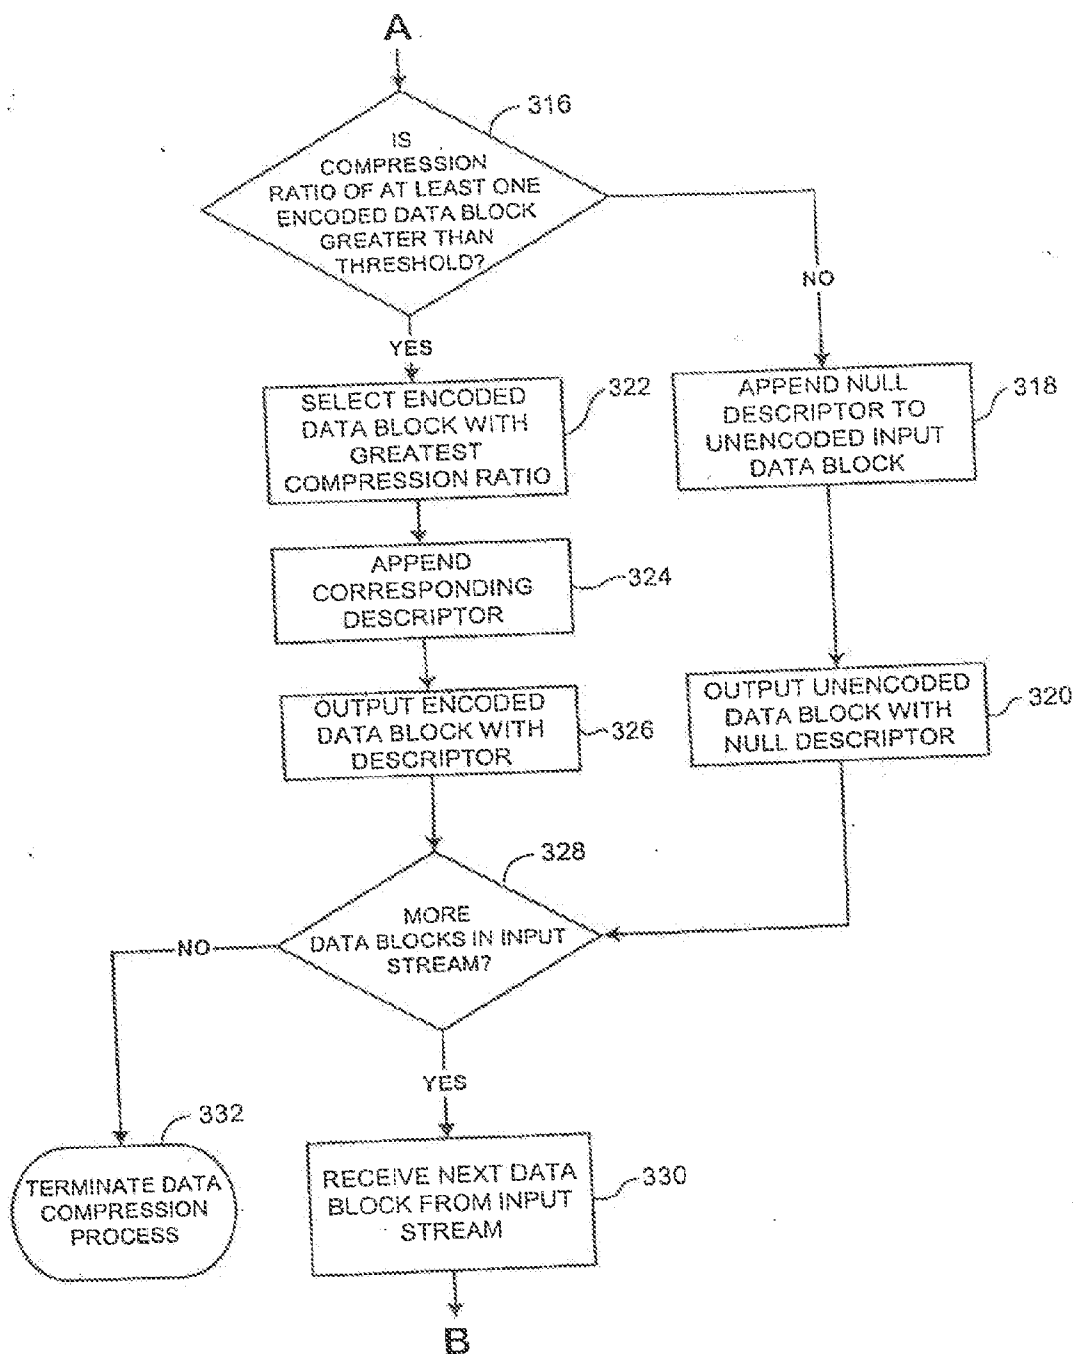 A
316
IS
COMPRESSION
RATIO OF AT LEAST ONE
ENCODED DATA BLOCK
GREATER THAN
THRESHOLD?
NO
YES
SELECT ENCODED
DATA BLOCK WITH
GREATEST
COMPRESSION RATIO
322
APPEND NULL
DESCRIPTOR TO
UNENCODED INPUT
DATA BLOCK
318
APPEND
CORRESPONDING
DESCRIPTOR
324
OUTPUT ENCODED
DATA BLOCK WITH
DESCRIPTOR
326
OUTPUT UNENCODED
DATA BLOCK WITH
NULL DESCRIPTOR
320
328
MORE
DATA BLOCKS IN INPUT
STREAM?
NO
YES
332
TERMINATE DATA
COMPRESSION
PROCESS
RECEIVE NEXT DATA
BLOCK FROM INPUT
STREAM
330
B